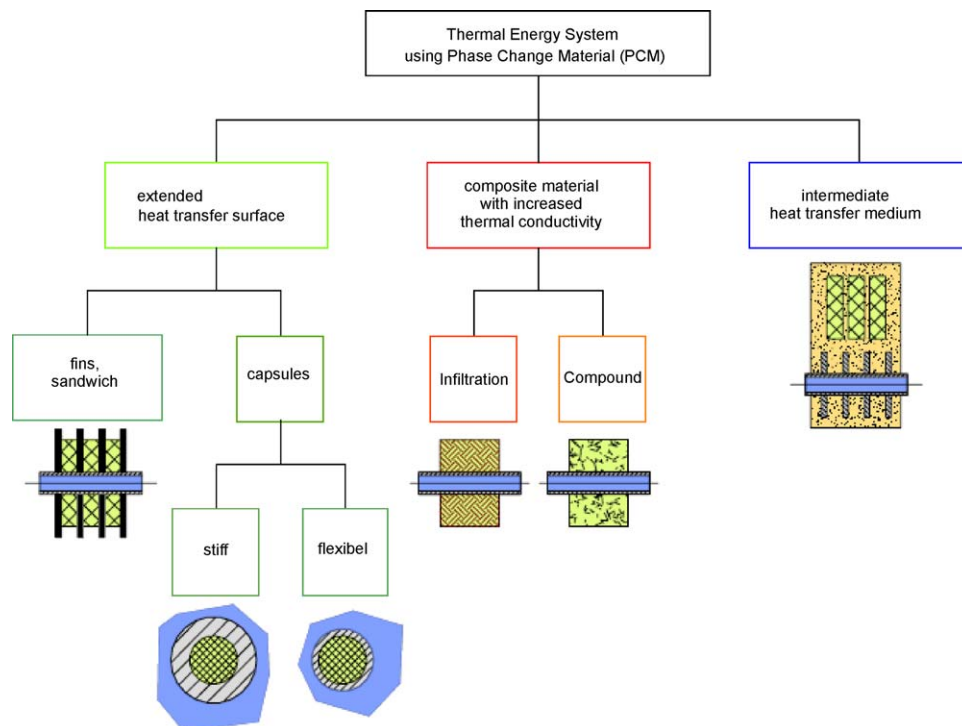 Thermal Energy System
using Phase Change Material (PCM)
extended
heat transfer surface
composite material
with increased
thermal conductivity
intermediate
heat transfer medium
fins,
sandwich
capsules
Infiltration
Compound
stiff
flexibel